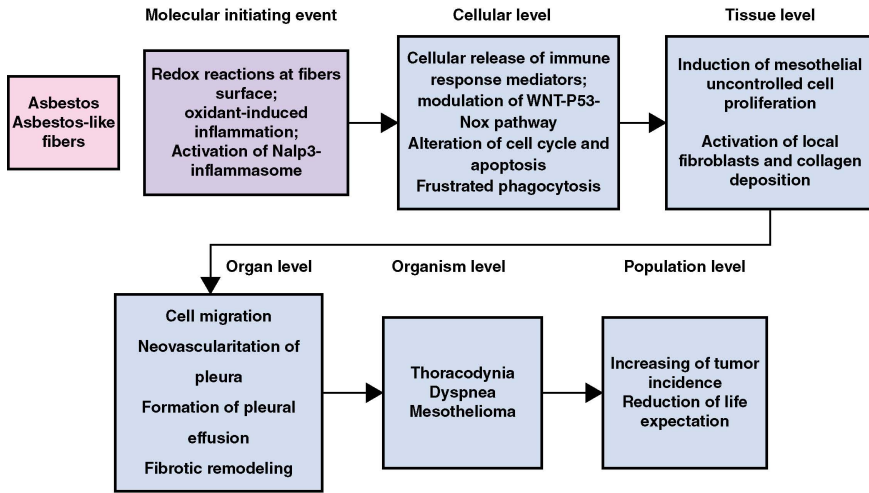 Molecular initiating event
Cellular level
Tissue level
Asbestos
Asbestos-like
fibers
Redox reactions at fibers
surface;
oxidant-induced
inflammation;
Activation of Nalp3-
inflammasome
Cellular release of immune
response mediators;
modulation of WNT-P53-
Nox pathway
Alteration of cell cycle and
apoptosis
Frustrated phagocytosis
Induction of mesothelial
uncontrolled cell
proliferation
Activation of local
fibroblasts and collagen
deposition
Organ level
Organism level
Population level
Cell migration
Neovascularitation of
pleura
Formation of pleural
effusion
Fibrotic remodeling
Thoracodynia
Dyspnea
Mesothelioma
Increasing of tumor
incidence
Reduction of life
expectation